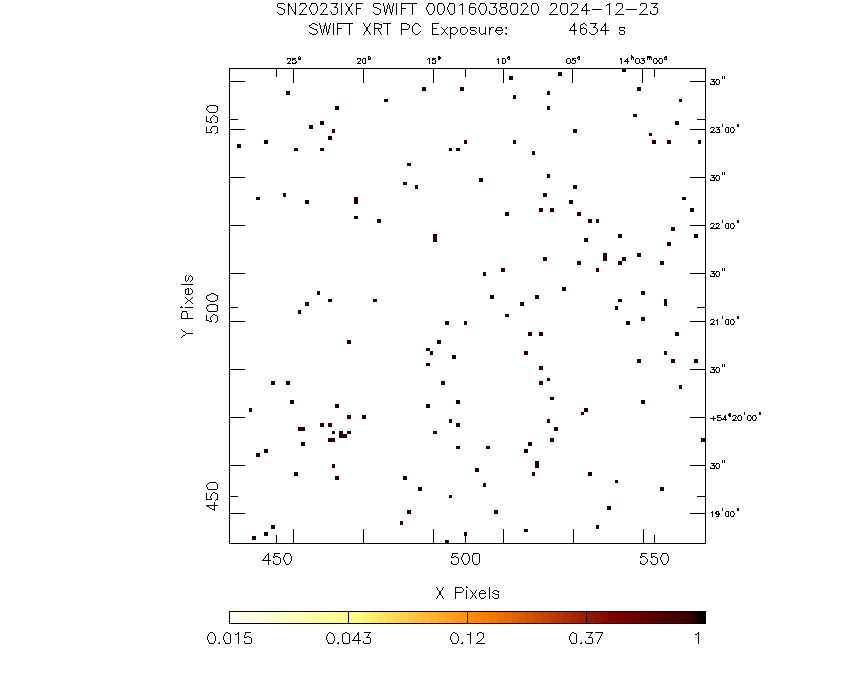 SN2023IXF SWIFT 00016038020 2024-12-23
SWIFT XRT PC Exposure: 4634 s
25ˢ 20ˢ 15ˢ 10ˢ 05ˢ 14ʰ03ᵐ00ˢ
30"
550
23'00"
30"
22'00"
30"
500
21'00"
30"
+54°20'00"
30"
450
19'00"
Y Pixels
450 500 550
X Pixels
0.015 0.043 0.12 0.37 1